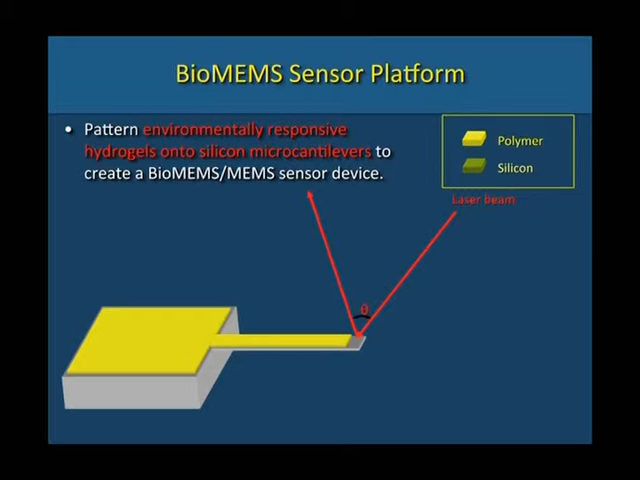 BioMEMS Sensor Platform
• Pattern environmentally responsive
hydrogels onto silicon microcantilevers to
create a BioMEMS/MEMS sensor device.
Polymer
Silicon
Laser beam
θ